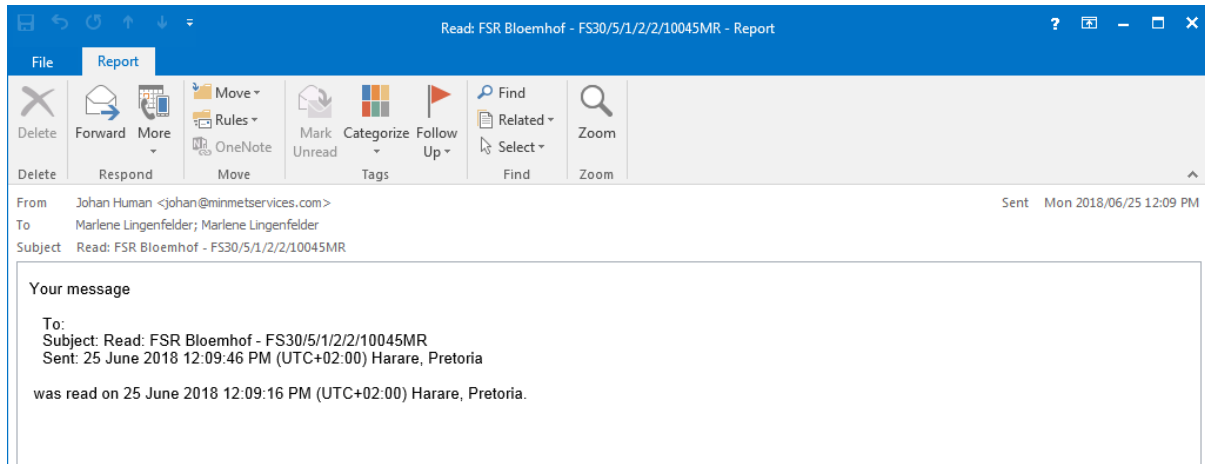 Read: FSR Bloemhof - FS30/5/1/2/2/10045MR - Report
File Report
Delete
Forward
More
Move
Rules
OneNote
Mark Unread
Categorize
Follow Up
Find
Related
Select
Zoom
Delete Respond Move Tags Find Zoom
From Johan Human <johan@minmetservices.com> Sent Mon 2018/06/25 12:09 PM
To Marlene Lingenfelder; Marlene Lingenfelder
Subject Read: FSR Bloemhof - FS30/5/1/2/2/10045MR
Your message
To:
Subject: Read: FSR Bloemhof - FS30/5/1/2/2/10045MR
Sent: 25 June 2018 12:09:46 PM (UTC+02:00) Harare, Pretoria
was read on 25 June 2018 12:09:16 PM (UTC+02:00) Harare, Pretoria.